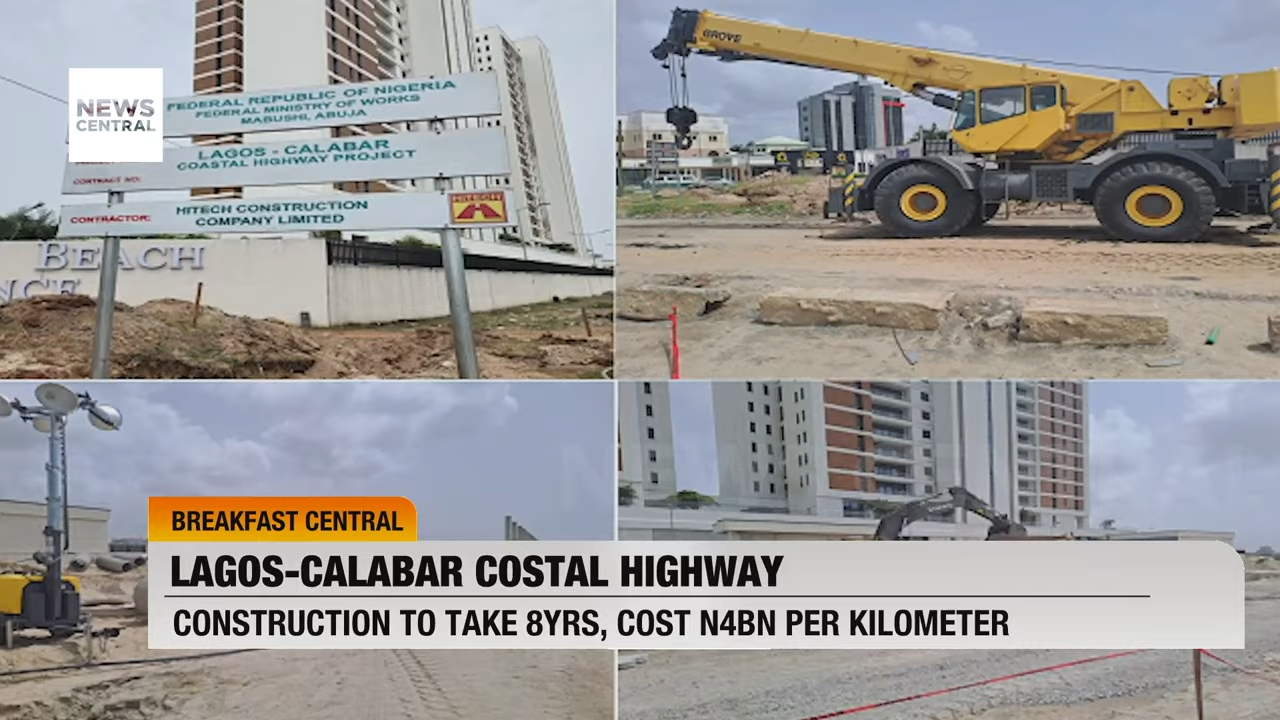 NEWS
CENTRAL
FEDERAL REPUBLIC OF NIGERIA
FEDERAL MINISTRY OF WORKS
MABUSHI, ABUJA
LAGOS - CALABAR
COASTAL HIGHWAY PROJECT
CONTRACT NO:
CONTRACTOR:
HITECH CONSTRUCTION
COMPANY LIMITED
HITECH
BEACH
NCE
GROVE
BREAKFAST CENTRAL
LAGOS-CALABAR COSTAL HIGHWAY
CONSTRUCTION TO TAKE 8YRS, COST N4BN PER KILOMETER